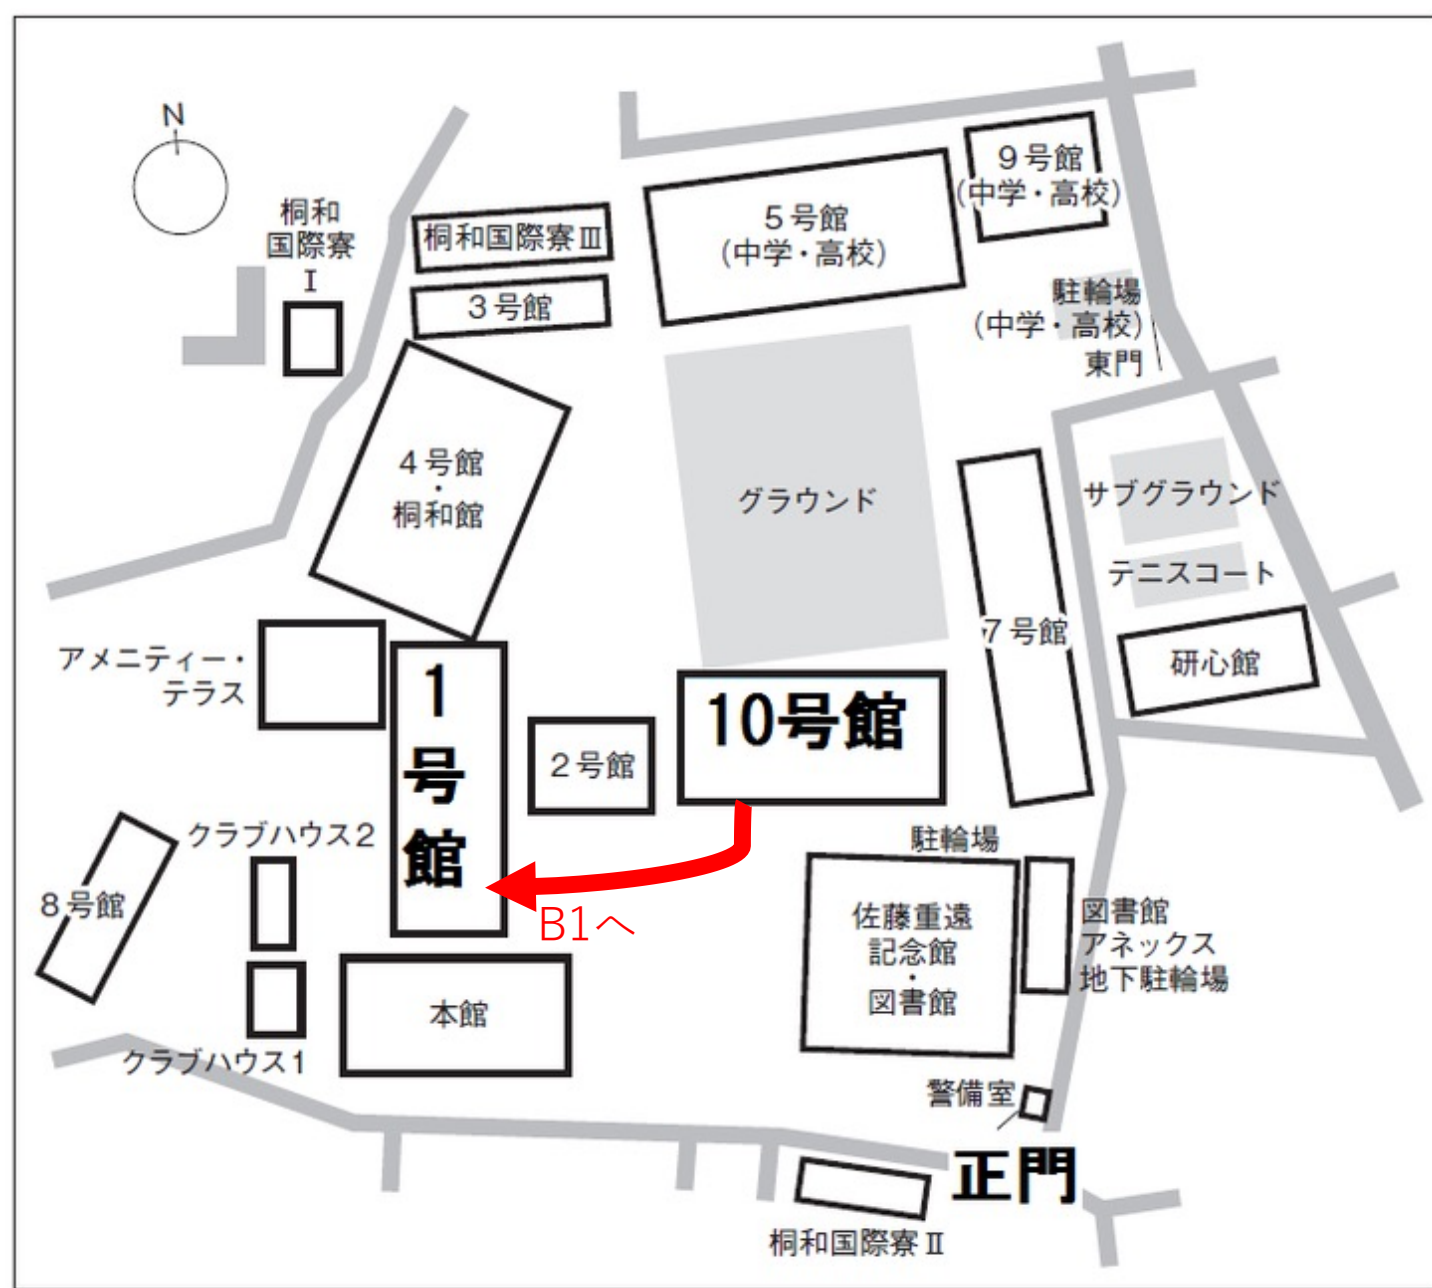 N
桐和
国際寮
Ⅰ
桐和国際寮Ⅲ
3号館
5号館
(中学・高校)
9号館
(中学・高校)
駐輪場
(中学・高校)
東門
4号館
・
桐和館
グラウンド
サブグラウンド
テニスコート
7号館
研心館
アメニティー・
テラス
1
号
館
2号館
10号館
クラブハウス2
8号館
B1へ
駐輪場
佐藤重遠
記念館
・
図書館
図書館
アネックス
地下駐輪場
本館
クラブハウス1
警備室
正門
桐和国際寮Ⅱ